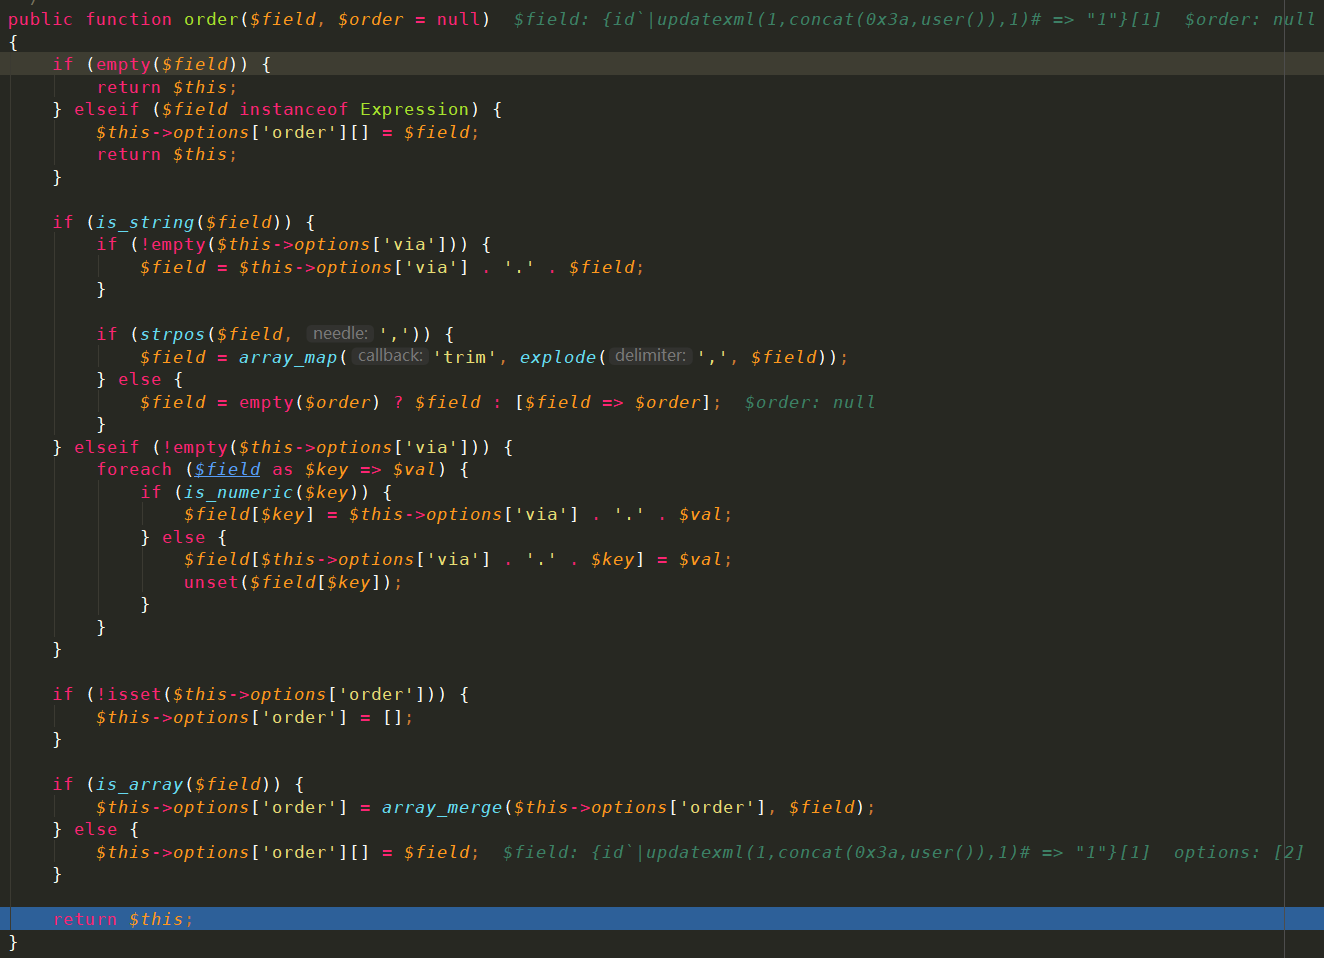 public function order($field, $order = null)  $field: {id`|updatexml(1,concat(0x3a,user()),1)# => "1"}[1]  $order: null
{
    if (empty($field)) {
        return $this;
    } elseif ($field instanceof Expression) {
        $this->options['order'][] = $field;
        return $this;
    }
    if (is_string($field)) {
        if (!empty($this->options['via'])) {
            $field = $this->options['via'] . '.' . $field;
        }
        if (strpos($field, needle: ',')) {
            $field = array_map( callback: 'trim', explode( delimiter: ',', $field));
        } else {
            $field = empty($order) ? $field : [$field => $order];  $order: null
        }
    } elseif (!empty($this->options['via'])) {
        foreach ($field as $key => $val) {
            if (is_numeric($key)) {
                $field[$key] = $this->options['via'] . '.' . $val;
            } else {
                $field[$this->options['via'] . '.' . $key] = $val;
                unset($field[$key]);
            }
        }
    }
    if (!isset($this->options['order'])) {
        $this->options['order'] = [];
    }
    if (is_array($field)) {
        $this->options['order'] = array_merge($this->options['order'], $field);
    } else {
        $this->options['order'][] = $field;  $field: {id`|updatexml(1,concat(0x3a,user()),1)# => "1"}[1]  options: [2]
    }
    return $this;
}